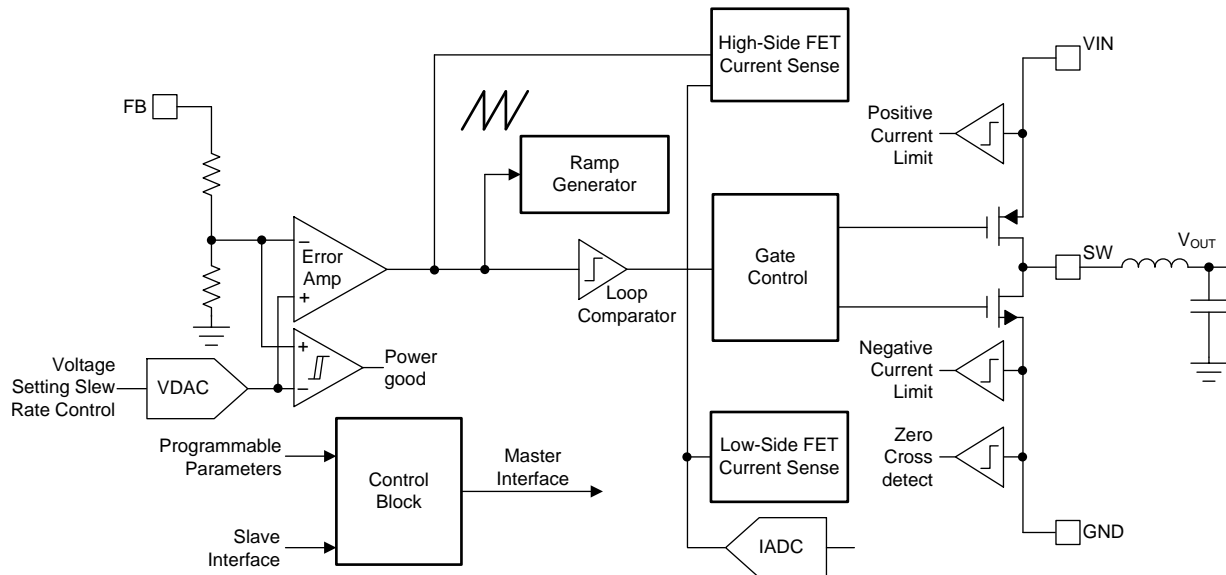 High-Side FET
Current Sense
VIN
FB
Positive
Current
Limit
Ramp
Generator
−
Error
Amp
+
Loop
Comparator
Gate
Control
SW
VOUT
Voltage
Setting Slew
Rate Control
VDAC
+
−
Power
good
Negative
Current
Limit
Programmable
Parameters
Control
Block
Master
Interface
Low-Side FET
Current Sense
Zero
Cross
detect
Slave
Interface
IADC
GND